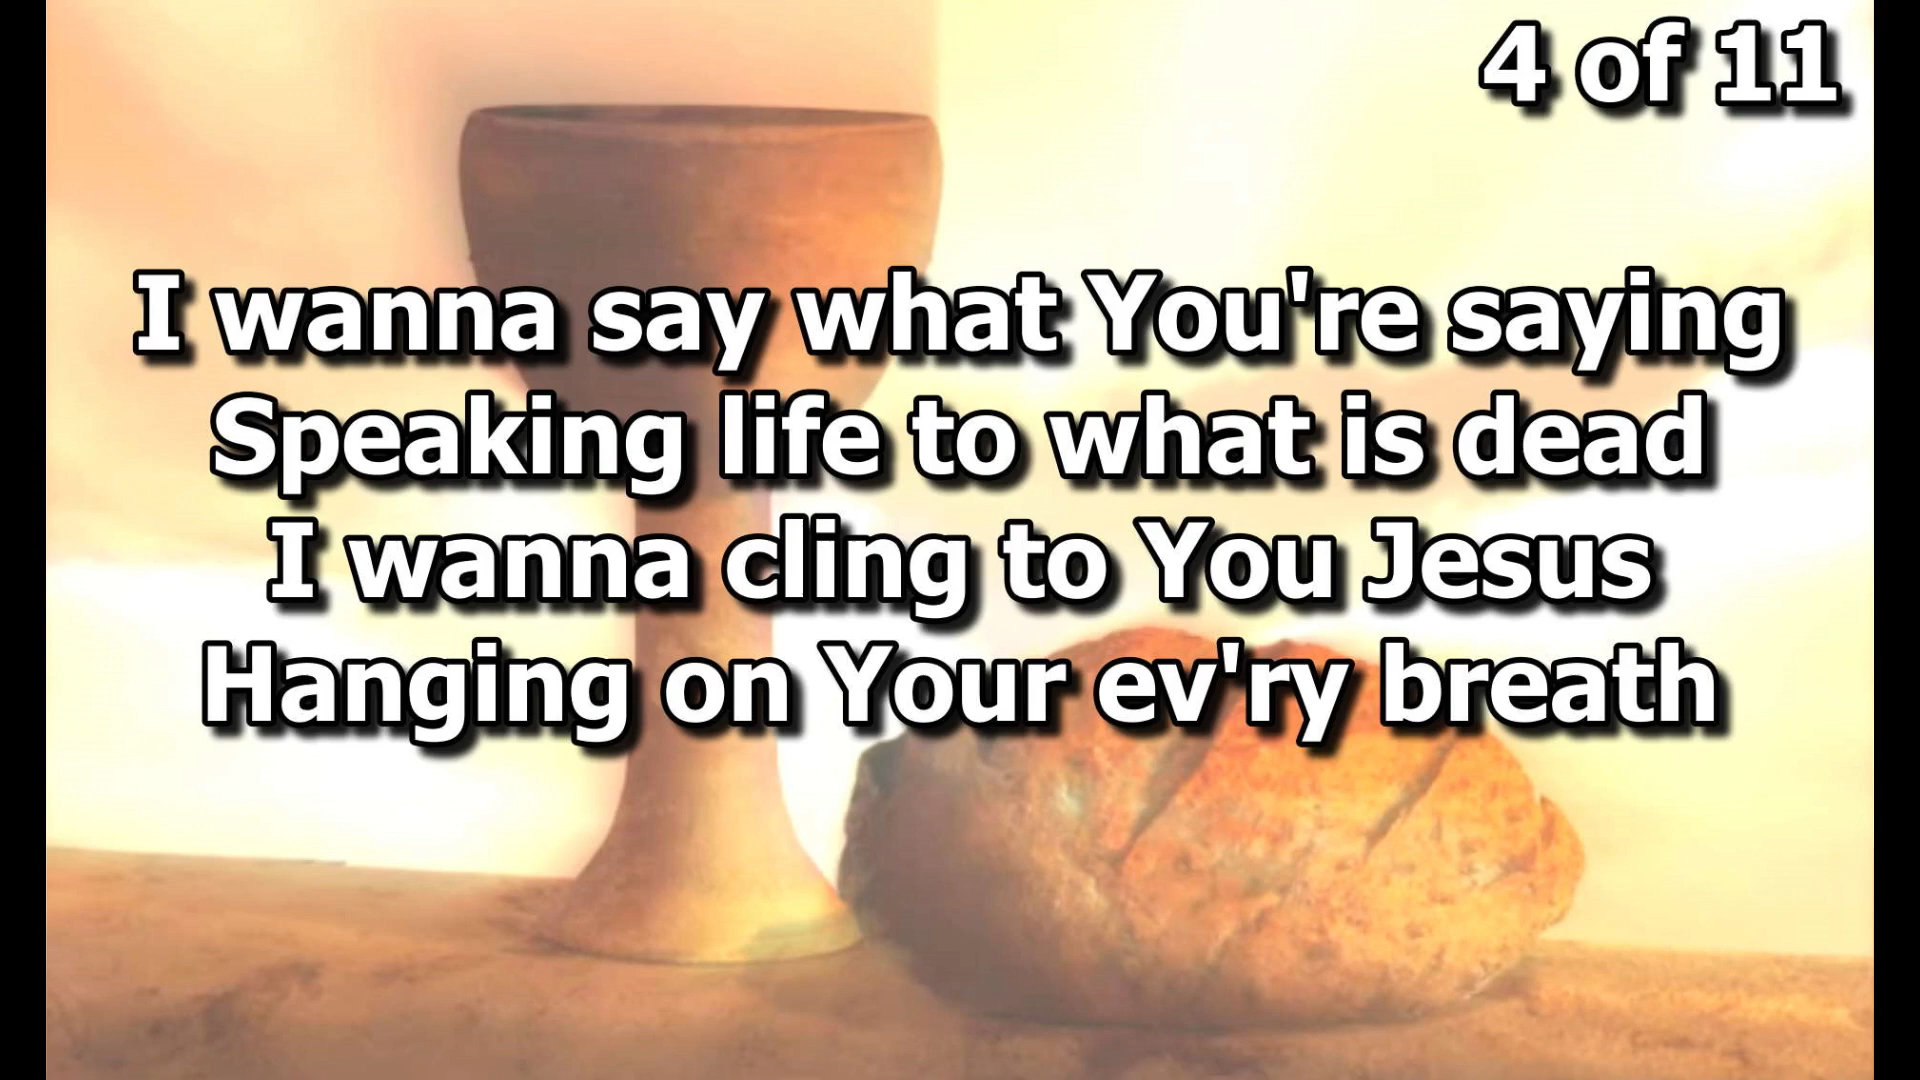 4 of 11
I wanna say what You're saying
Speaking life to what is dead
I wanna cling to You Jesus
Hanging on Your ev'ry breath